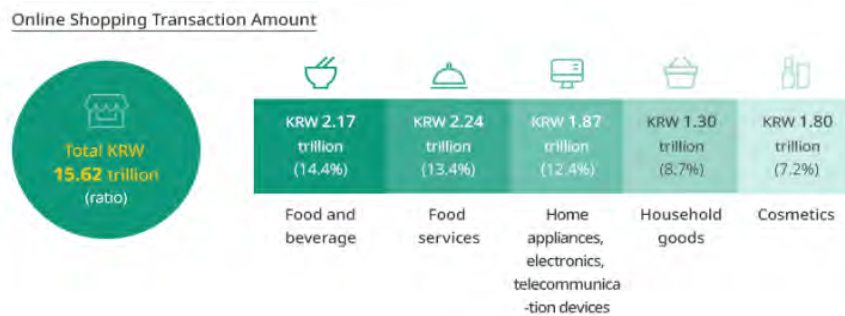 Online Shopping Transaction Amount
Total KRW
15.62 trillion
(ratio)
KRW 2.17
trillion
(14.4%)
Food and
beverage
KRW 2.24
trillion
(13.4%)
Food
services
KRW 1.87
trillion
(12.4%)
Home
appliances,
electronics,
telecommunica
-tion devices
KRW 1.30
trillion
(8.7%)
Household
goods
KRW 1.80
trillion
(7.2%)
Cosmetics